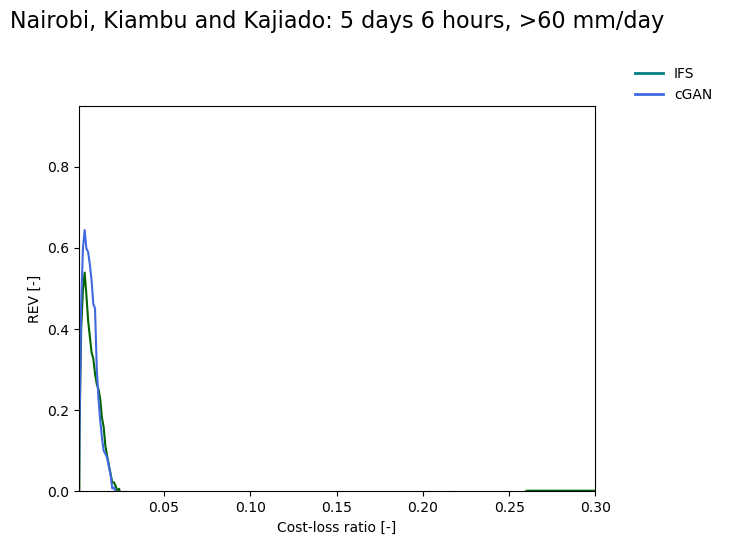 Nairobi, Kiambu and Kajiado: 5 days 6 hours, >60 mm/day
IFS
cGAN
0.8
0.6
0.4
0.2
0.0
REV [-]
0.05
0.10
0.15
0.20
0.25
0.30
Cost-loss ratio [-]